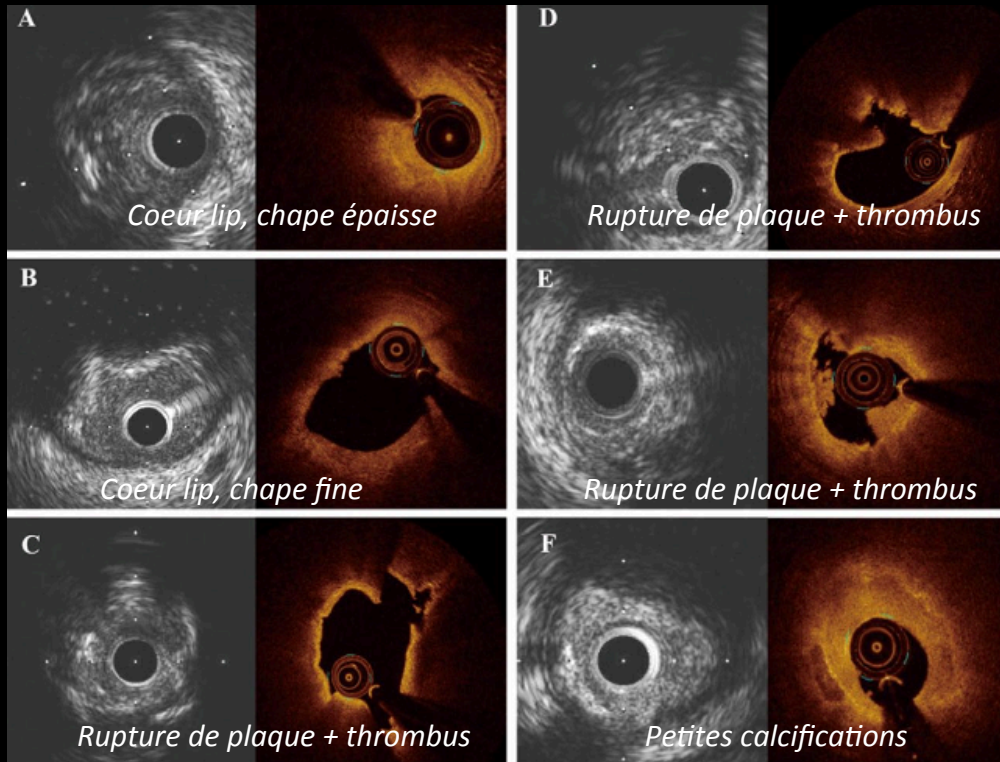 A
Coeur lip, chape épaisse
D
Rupture de plaque + thrombus
B
Coeur lip, chape fine
E
Rupture de plaque + thrombus
C
Rupture de plaque + thrombus
F
Petites calcifications